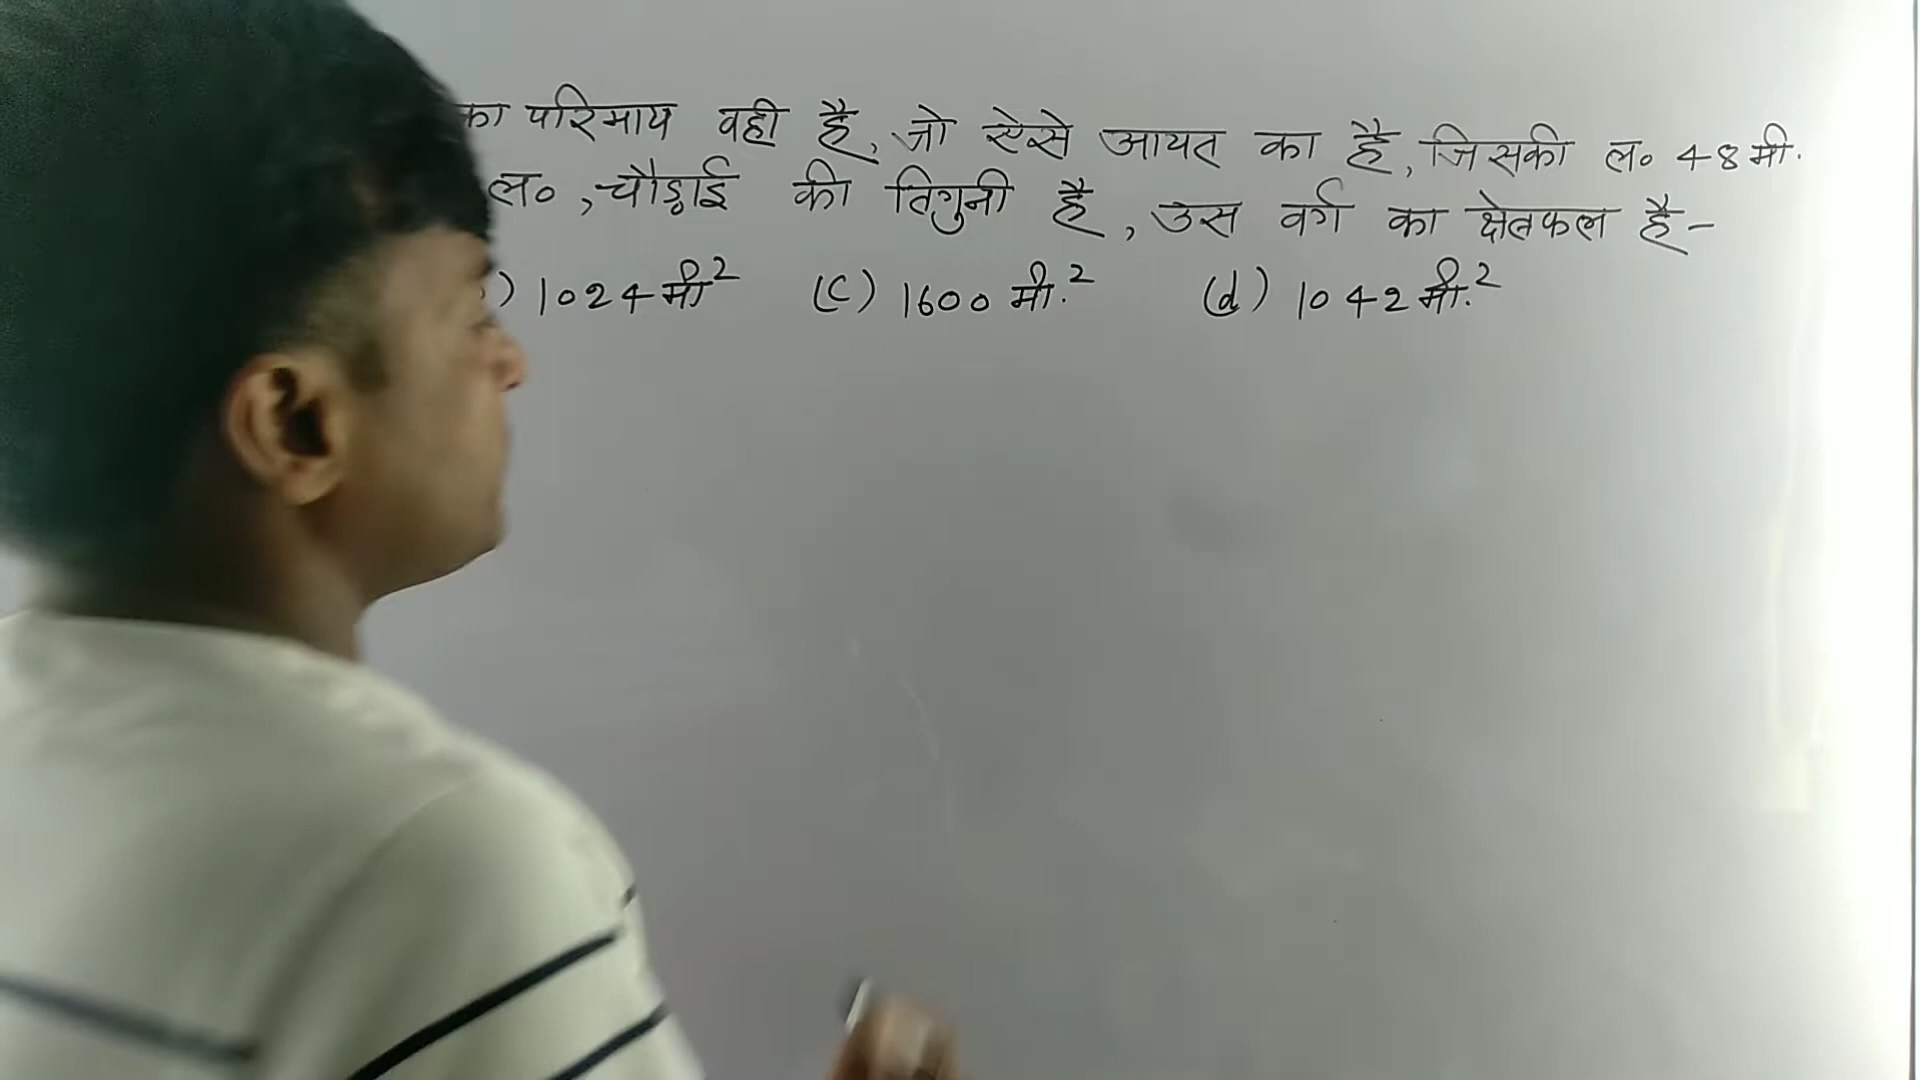 का परिमाप वही है, जो ऐसे आयत का है, जिसकी ल० 48 मी.
ल०, चौड़ाई की तिगुनी है, उस वर्ग का क्षेत्रफल है-
) 1024 मी² (c) 1600 मी.² (d) 1042 मी.²